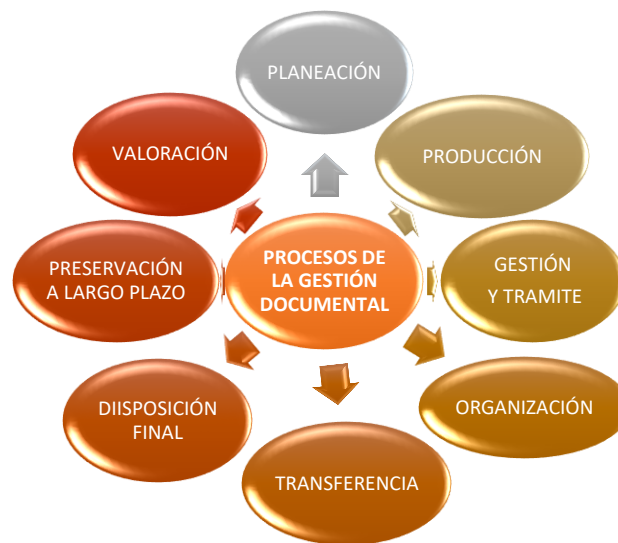 PLANEACIÓN
PRODUCCIÓN
GESTIÓN
Y TRAMITE
ORGANIZACIÓN
TRANSFERENCIA
DIISPOSICIÓN
FINAL
PRESERVACIÓN
A LARGO PLAZO
VALORACIÓN
PROCESOS DE
LA GESTIÓN
DOCUMENTAL